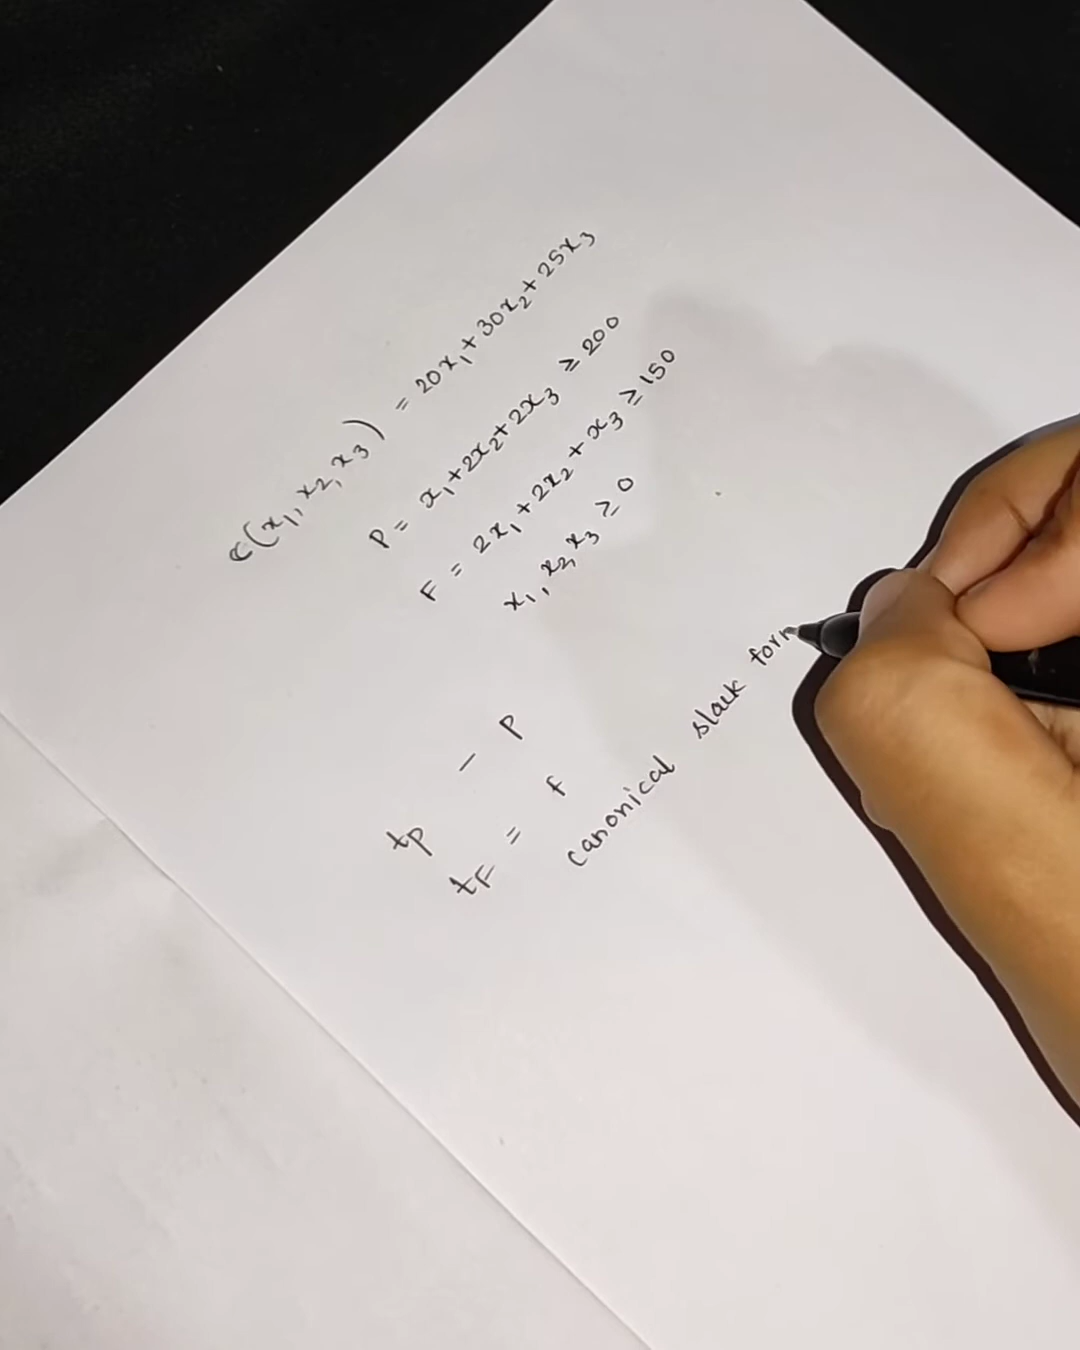 C(x₁, x₂, x₃) = 20x₁ + 30x₂ + 25x₃
P = x₁ + 2x₂ + 2x₃ ≥ 200
F = 2x₁ + 2x₂ + x₃ ≥ 150
x₁, x₂, x₃ ≥ 0
tP – P
tF = f
canonical slack form